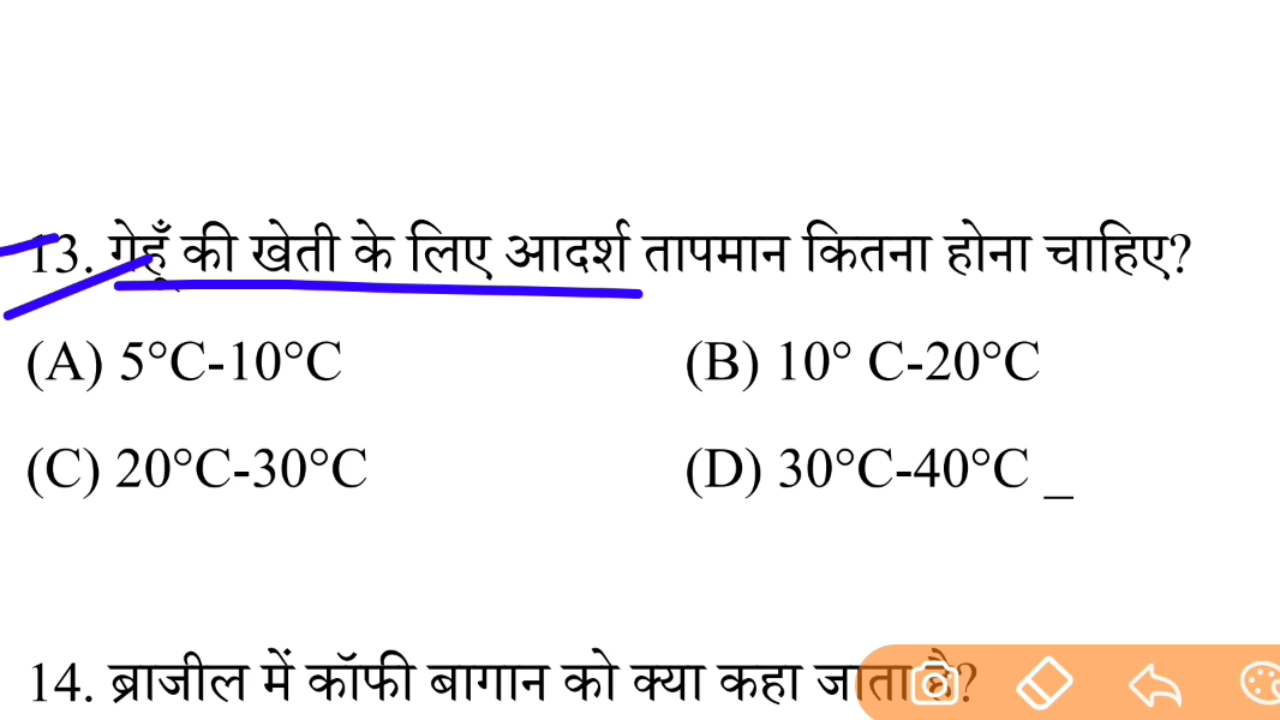 13. गेहूँ की खेती के लिए आदर्श तापमान कितना होना चाहिए?
(A) 5°C-10°C (B) 10° C-20°C
(C) 20°C-30°C (D) 30°C-40°C _
14. ब्राजील में कॉफी बागान को क्या कहा जाता है?